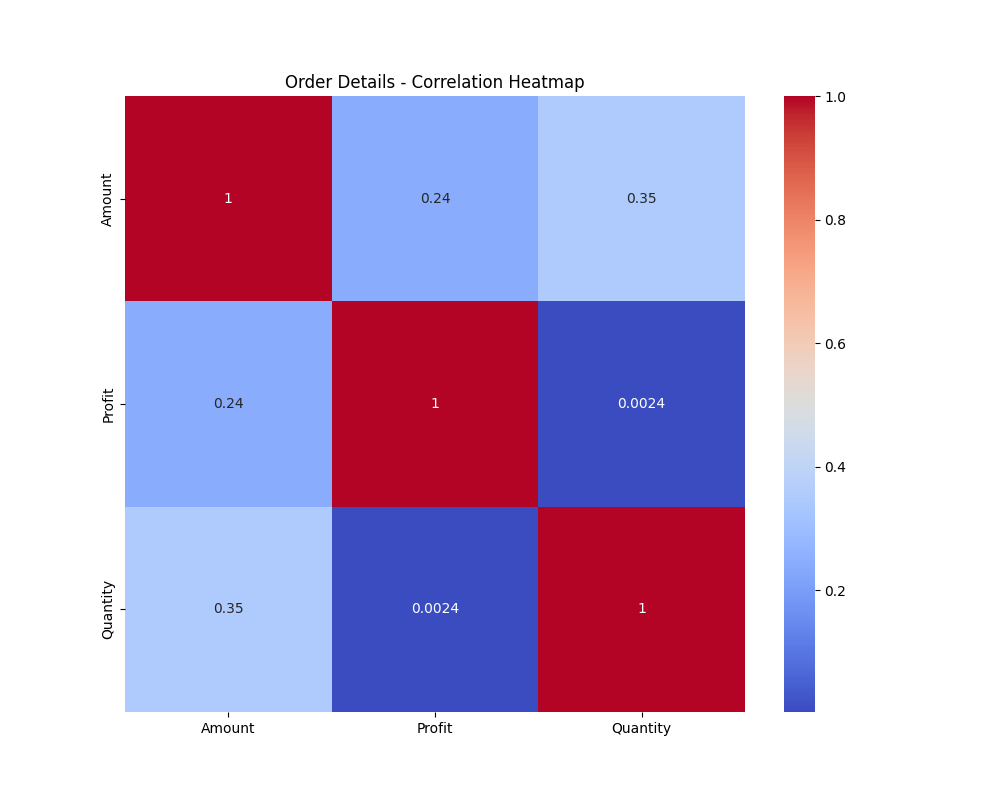 Order Details - Correlation Heatmap
Amount
1
0.24
0.35
Profit
0.24
1
0.0024
Quantity
0.35
0.0024
1
Amount
Profit
Quantity
1.0
0.8
0.6
0.4
0.2